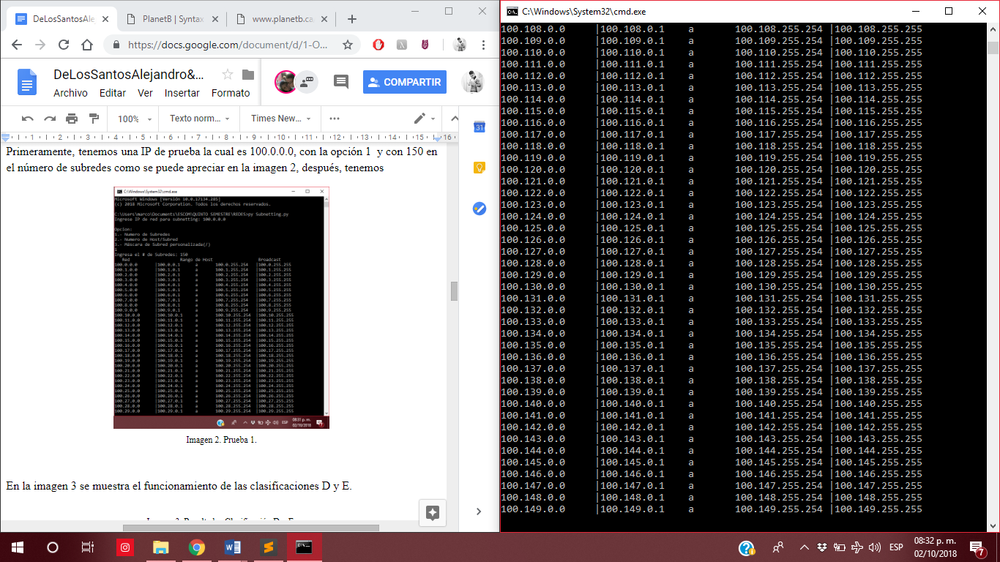 DeLosSantosAle
PlanetB | Syntax
www.planetb.ca
https://docs.google.com/document/d/1-O...
DeLosSantosAlejandro&...
Archivo Editar Ver Insertar Formato
COMPARTIR
100% Texto norm... Times New...
1 2 3 4 5 6 7 8 9 10 11 12 13 14 15 16
31
Primeramente, tenemos una IP de prueba la cual es 100.0.0.0, con la opción 1 y con 150 en
el número de subredes como se puede apreciar en la imagen 2, después, tenemos
C:\Windows\System32\cmd.exe
Microsoft Windows [Versión 10.0.17134.285]
(c) 2018 Microsoft Corporation. Todos los derechos reservados.
C:\Users\marco\Documents\ESCOM\QUINTO SEMESTRE\REDES>py Subnetting.py
Ingrese IP de red para subnetting: 100.0.0.0
Opcion:
1.- Numero de Subredes
2.- Numero de Host/Subred
3.- Máscara de Subred personalizada(/)
1
Ingresa el # de Subredes: 150
Red Rango de Host Broadcast
100.0.0.0 |100.0.0.1 a 100.0.255.254 |100.0.255.255
100.1.0.0 |100.1.0.1 a 100.1.255.254 |100.1.255.255
100.2.0.0 |100.2.0.1 a 100.2.255.254 |100.2.255.255
100.3.0.0 |100.3.0.1 a 100.3.255.254 |100.3.255.255
100.4.0.0 |100.4.0.1 a 100.4.255.254 |100.4.255.255
100.5.0.0 |100.5.0.1 a 100.5.255.254 |100.5.255.255
100.6.0.0 |100.6.0.1 a 100.6.255.254 |100.6.255.255
100.7.0.0 |100.7.0.1 a 100.7.255.254 |100.7.255.255
100.8.0.0 |100.8.0.1 a 100.8.255.254 |100.8.255.255
100.9.0.0 |100.9.0.1 a 100.9.255.254 |100.9.255.255
100.10.0.0 |100.10.0.1 a 100.10.255.254 |100.10.255.255
100.11.0.0 |100.11.0.1 a 100.11.255.254 |100.11.255.255
100.12.0.0 |100.12.0.1 a 100.12.255.254 |100.12.255.255
100.13.0.0 |100.13.0.1 a 100.13.255.254 |100.13.255.255
100.14.0.0 |100.14.0.1 a 100.14.255.254 |100.14.255.255
100.15.0.0 |100.15.0.1 a 100.15.255.254 |100.15.255.255
100.16.0.0 |100.16.0.1 a 100.16.255.254 |100.16.255.255
100.17.0.0 |100.17.0.1 a 100.17.255.254 |100.17.255.255
100.18.0.0 |100.18.0.1 a 100.18.255.254 |100.18.255.255
100.19.0.0 |100.19.0.1 a 100.19.255.254 |100.19.255.255
100.20.0.0 |100.20.0.1 a 100.20.255.254 |100.20.255.255
100.21.0.0 |100.21.0.1 a 100.21.255.254 |100.21.255.255
100.22.0.0 |100.22.0.1 a 100.22.255.254 |100.22.255.255
100.23.0.0 |100.23.0.1 a 100.23.255.254 |100.23.255.255
100.24.0.0 |100.24.0.1 a 100.24.255.254 |100.24.255.255
100.25.0.0 |100.25.0.1 a 100.25.255.254 |100.25.255.255
100.26.0.0 |100.26.0.1 a 100.26.255.254 |100.26.255.255
100.27.0.0 |100.27.0.1 a 100.27.255.254 |100.27.255.255
100.28.0.0 |100.28.0.1 a 100.28.255.254 |100.28.255.255
100.29.0.0 |100.29.0.1 a 100.29.255.254 |100.29.255.255
ESP
08:31 p. m.
02/10/2018
Imagen 2. Prueba 1.
En la imagen 3 se muestra el funcionamiento de las clasificaciones D y E.
C:\Windows\System32\cmd.exe
100.108.0.0 |100.108.0.1 a 100.108.255.254 |100.108.255.255
100.109.0.0 |100.109.0.1 a 100.109.255.254 |100.109.255.255
100.110.0.0 |100.110.0.1 a 100.110.255.254 |100.110.255.255
100.111.0.0 |100.111.0.1 a 100.111.255.254 |100.111.255.255
100.112.0.0 |100.112.0.1 a 100.112.255.254 |100.112.255.255
100.113.0.0 |100.113.0.1 a 100.113.255.254 |100.113.255.255
100.114.0.0 |100.114.0.1 a 100.114.255.254 |100.114.255.255
100.115.0.0 |100.115.0.1 a 100.115.255.254 |100.115.255.255
100.116.0.0 |100.116.0.1 a 100.116.255.254 |100.116.255.255
100.117.0.0 |100.117.0.1 a 100.117.255.254 |100.117.255.255
100.118.0.0 |100.118.0.1 a 100.118.255.254 |100.118.255.255
100.119.0.0 |100.119.0.1 a 100.119.255.254 |100.119.255.255
100.120.0.0 |100.120.0.1 a 100.120.255.254 |100.120.255.255
100.121.0.0 |100.121.0.1 a 100.121.255.254 |100.121.255.255
100.122.0.0 |100.122.0.1 a 100.122.255.254 |100.122.255.255
100.123.0.0 |100.123.0.1 a 100.123.255.254 |100.123.255.255
100.124.0.0 |100.124.0.1 a 100.124.255.254 |100.124.255.255
100.125.0.0 |100.125.0.1 a 100.125.255.254 |100.125.255.255
100.126.0.0 |100.126.0.1 a 100.126.255.254 |100.126.255.255
100.127.0.0 |100.127.0.1 a 100.127.255.254 |100.127.255.255
100.128.0.0 |100.128.0.1 a 100.128.255.254 |100.128.255.255
100.129.0.0 |100.129.0.1 a 100.129.255.254 |100.129.255.255
100.130.0.0 |100.130.0.1 a 100.130.255.254 |100.130.255.255
100.131.0.0 |100.131.0.1 a 100.131.255.254 |100.131.255.255
100.132.0.0 |100.132.0.1 a 100.132.255.254 |100.132.255.255
100.133.0.0 |100.133.0.1 a 100.133.255.254 |100.133.255.255
100.134.0.0 |100.134.0.1 a 100.134.255.254 |100.134.255.255
100.135.0.0 |100.135.0.1 a 100.135.255.254 |100.135.255.255
100.136.0.0 |100.136.0.1 a 100.136.255.254 |100.136.255.255
100.137.0.0 |100.137.0.1 a 100.137.255.254 |100.137.255.255
100.138.0.0 |100.138.0.1 a 100.138.255.254 |100.138.255.255
100.139.0.0 |100.139.0.1 a 100.139.255.254 |100.139.255.255
100.140.0.0 |100.140.0.1 a 100.140.255.254 |100.140.255.255
100.141.0.0 |100.141.0.1 a 100.141.255.254 |100.141.255.255
100.142.0.0 |100.142.0.1 a 100.142.255.254 |100.142.255.255
100.143.0.0 |100.143.0.1 a 100.143.255.254 |100.143.255.255
100.144.0.0 |100.144.0.1 a 100.144.255.254 |100.144.255.255
100.145.0.0 |100.145.0.1 a 100.145.255.254 |100.145.255.255
100.146.0.0 |100.146.0.1 a 100.146.255.254 |100.146.255.255
100.147.0.0 |100.147.0.1 a 100.147.255.254 |100.147.255.255
100.148.0.0 |100.148.0.1 a 100.148.255.254 |100.148.255.255
100.149.0.0 |100.149.0.1 a 100.149.255.254 |100.149.255.255
ESP
08:32 p. m.
02/10/2018
7